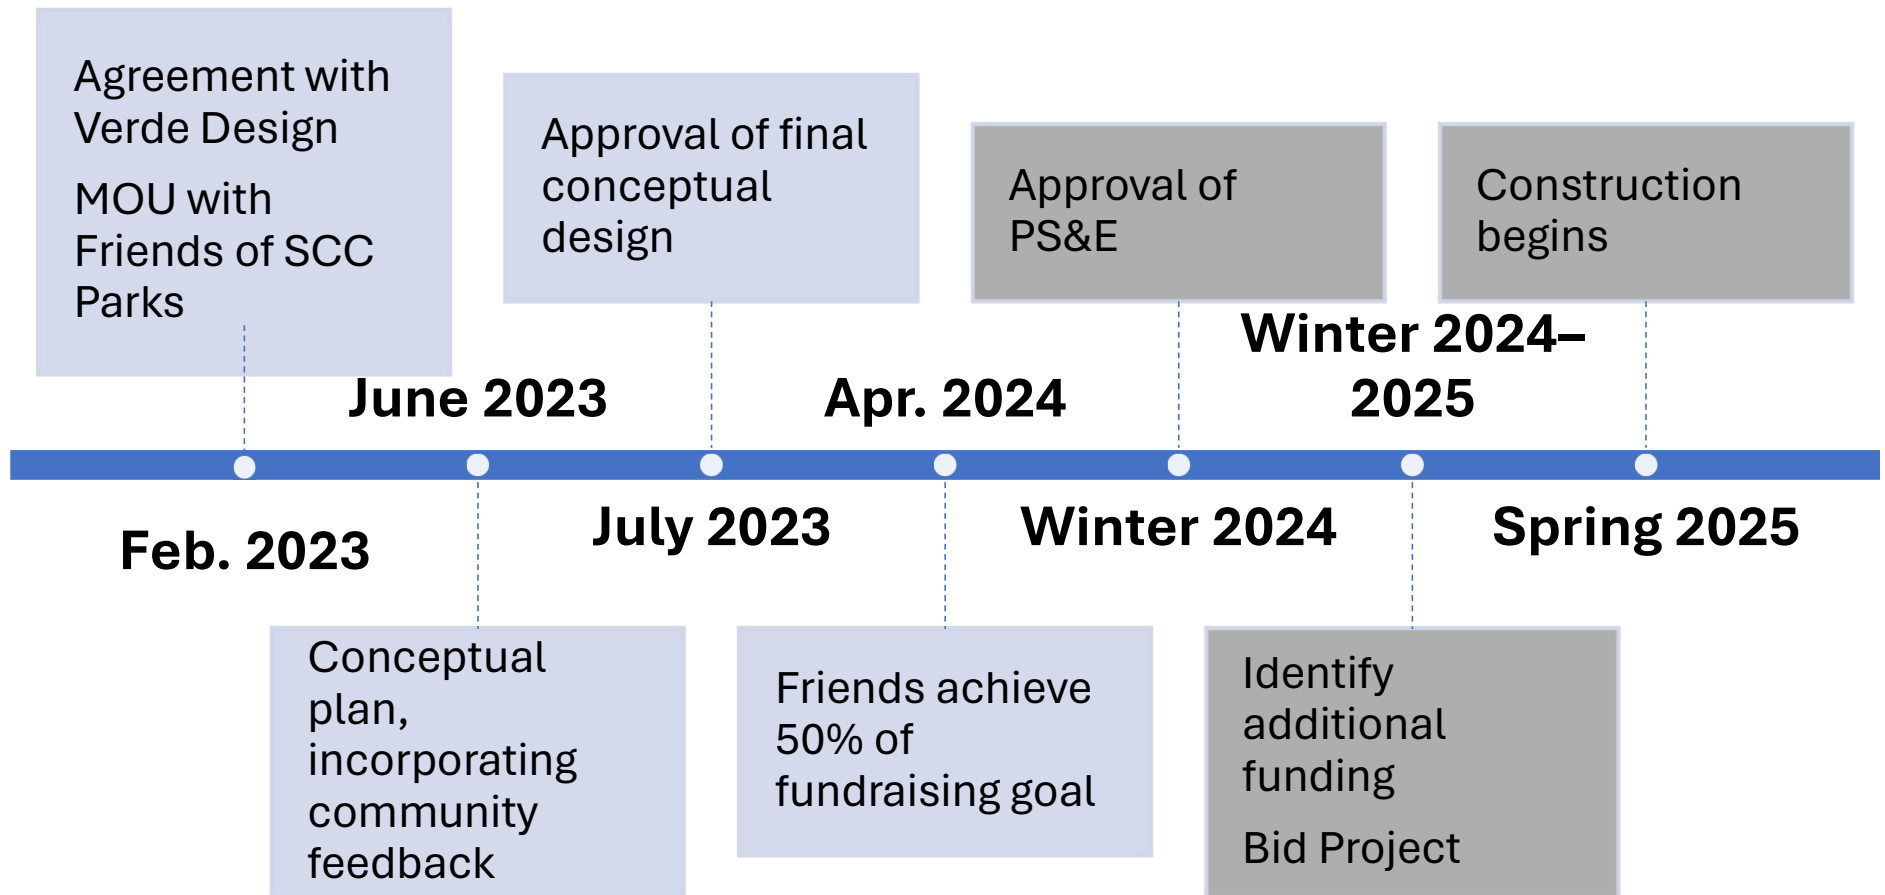 Agreement with
Verde Design
MOU with
Friends of SCC
Parks
Approval of final
conceptual
design
Approval of
PS&E
Construction
begins
June 2023
Apr. 2024
Winter 2024–
2025
Feb. 2023
July 2023
Winter 2024
Spring 2025
Conceptual
plan,
incorporating
community
feedback
Friends achieve
50% of
fundraising goal
Identify
additional
funding
Bid Project